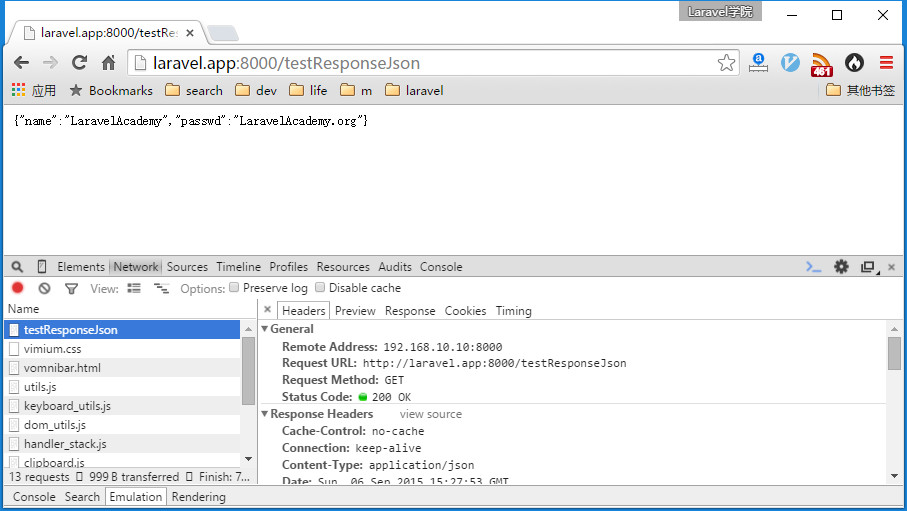 Laravel学院
laravel.app:8000/testRes
laravel.app:8000/testResponseJson
461
应用 Bookmarks search dev life m laravel 其他书签
{"name":"LaravelAcademy","passwd":"LaravelAcademy.org"}
Elements Network Sources Timeline Profiles Resources Audits Console
View: Options: Preserve log Disable cache
Name
Headers Preview Response Cookies Timing
testResponseJson
vimium.css
vomnibar.html
utils.js
keyboard_utils.js
dom_utils.js
handler_stack.js
clipboard.js
13 requests 999 B transferred Finish: 7...
General
Remote Address: 192.168.10.10:8000
Request URL: http://laravel.app:8000/testResponseJson
Request Method: GET
Status Code: 200 OK
Response Headers view source
Cache-Control: no-cache
Connection: keep-alive
Content-Type: application/json
Date: Sun, 06 Sep 2015 15:27:53 GMT
Console Search Emulation Rendering